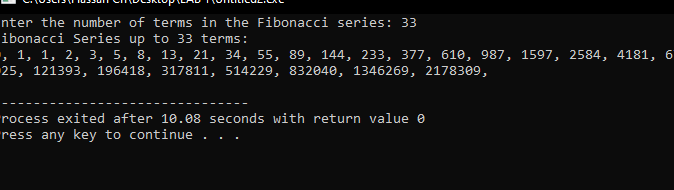 C:\Users\Hassan Ch\Desktop\LAB 1\Untitled2.exe
nter the number of terms in the Fibonacci series: 33
ibonacci Series up to 33 terms:
, 1, 1, 2, 3, 5, 8, 13, 21, 34, 55, 89, 144, 233, 377, 610, 987, 1597, 2584, 4181, 6
025, 121393, 196418, 317811, 514229, 832040, 1346269, 2178309,
--------------------------------
rocess exited after 10.08 seconds with return value 0
ress any key to continue . . .